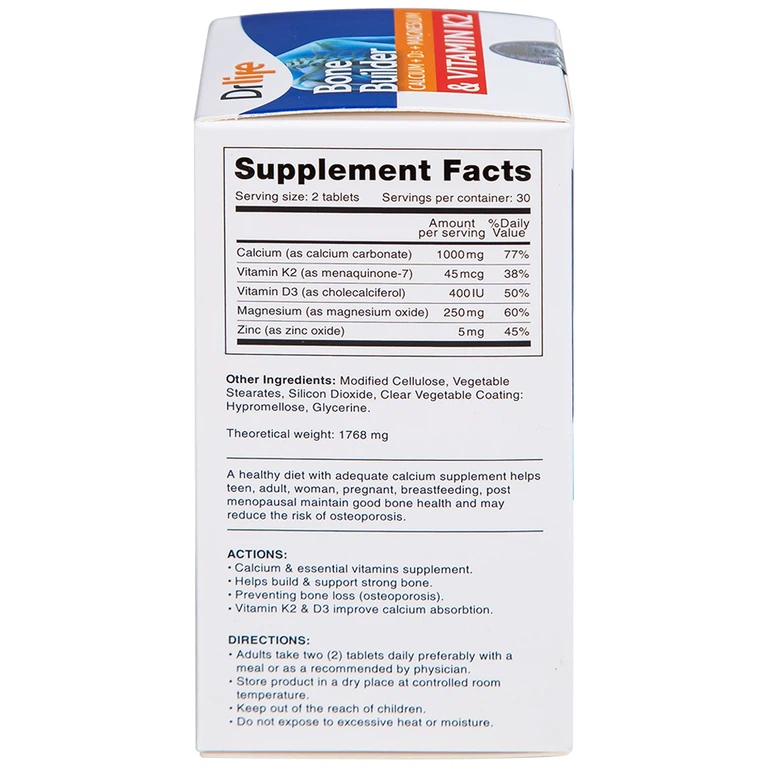 Drlife
Bone
Builder
CALCIUM + D3 + MAGNESIUM
& VITAMIN K2
Supplement Facts
Serving size: 2 tablets Servings per container: 30
Amount per serving %Daily Value
Calcium (as calcium carbonate) 1000mg 77%
Vitamin K2 (as menaquinone-7) 45mcg 38%
Vitamin D3 (as cholecalciferol) 400IU 50%
Magnesium (as magnesium oxide) 250mg 60%
Zinc (as zinc oxide) 5mg 45%
Other Ingredients: Modified Cellulose, Vegetable
Stearates, Silicon Dioxide, Clear Vegetable Coating:
Hypromellose, Glycerine.
Theoretical weight: 1768 mg
A healthy diet with adequate calcium supplement helps
teen, adult, woman, pregnant, breastfeeding, post
menopausal maintain good bone health and may
reduce the risk of osteoporosis.
ACTIONS:
• Calcium & essential vitamins supplement.
• Helps build & support strong bone.
• Preventing bone loss (osteoporosis).
• Vitamin K2 & D3 improve calcium absorbtion.
DIRECTIONS:
• Adults take two (2) tablets daily preferably with a
meal or as a recommended by physician.
• Store product in a dry place at controlled room
temperature.
• Keep out of the reach of children.
• Do not expose to excessive heat or moisture.